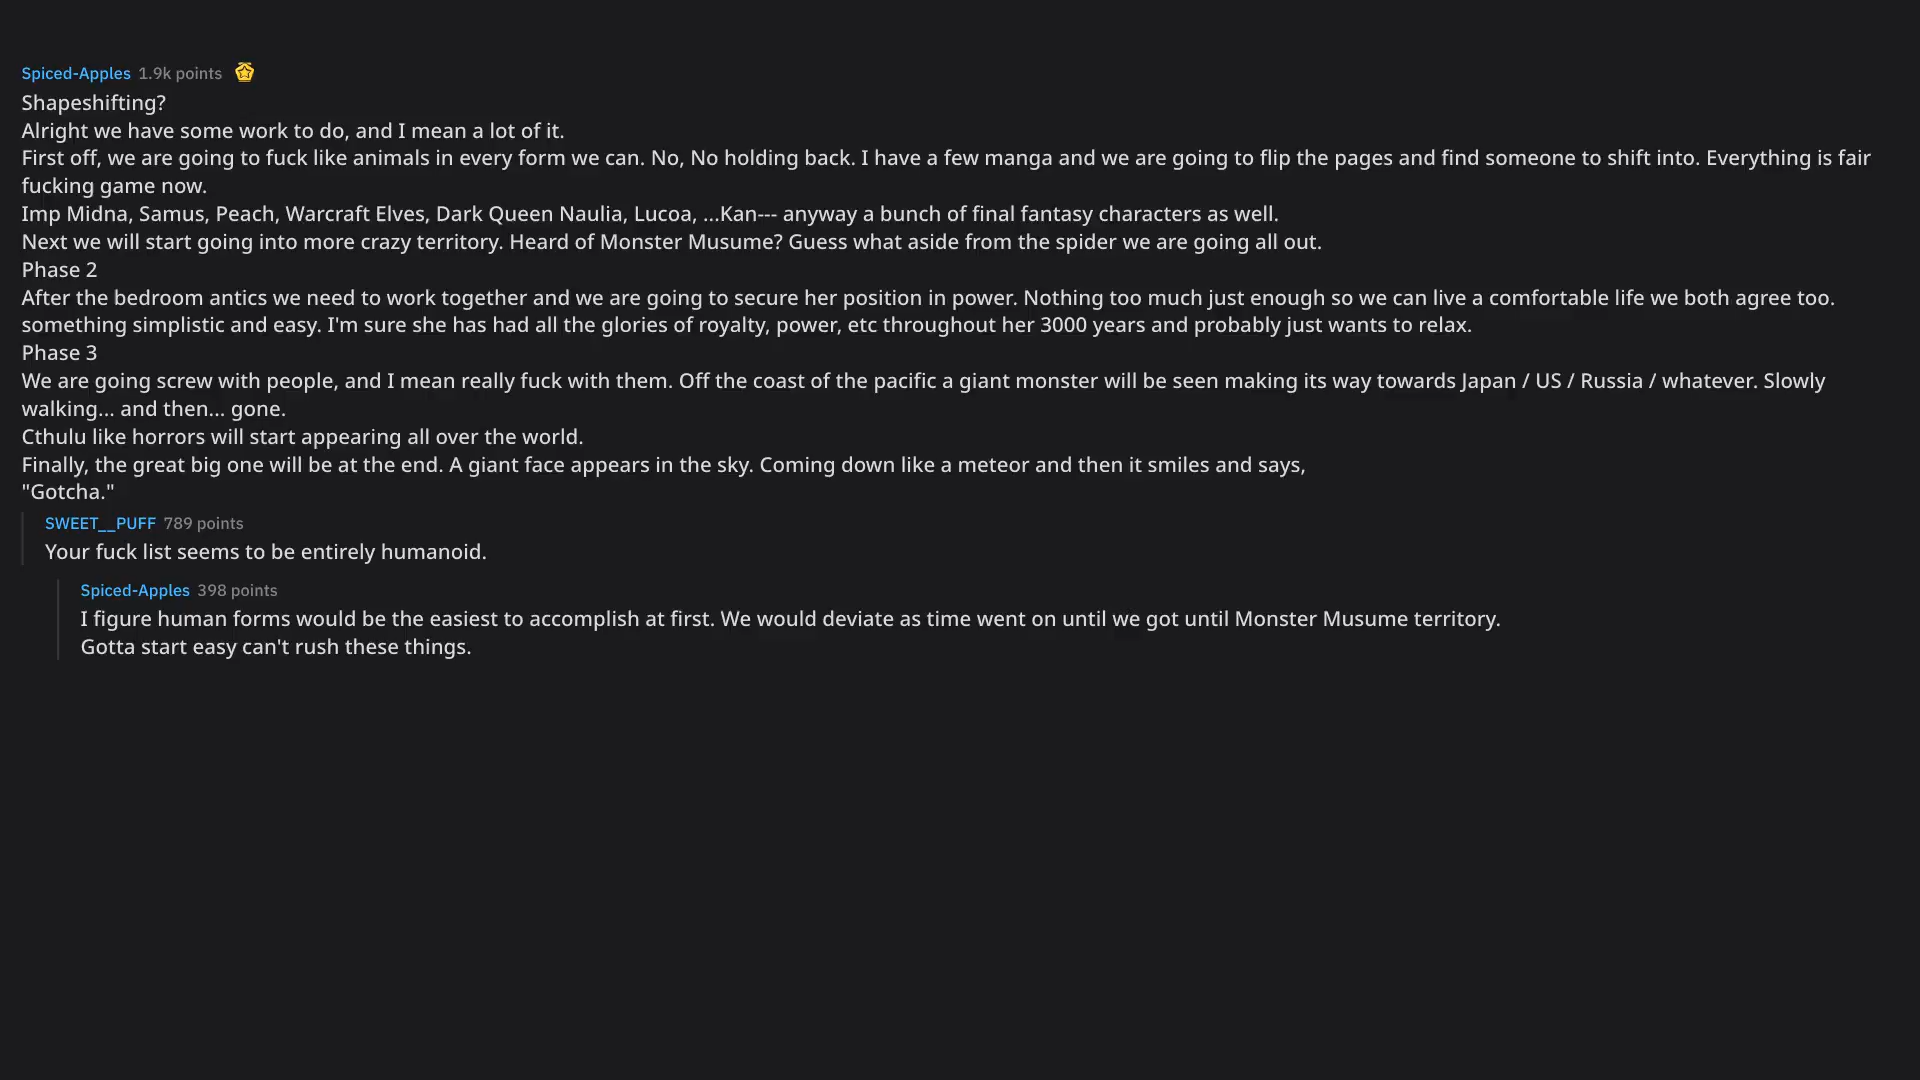 Spiced-Apples 1.9k points
Shapeshifting?
Alright we have some work to do, and I mean a lot of it.
First off, we are going to fuck like animals in every form we can. No, No holding back. I have a few manga and we are going to flip the pages and find someone to shift into. Everything is fair
fucking game now.
Imp Midna, Samus, Peach, Warcraft Elves, Dark Queen Naulia, Lucoa, ...Kan--- anyway a bunch of final fantasy characters as well.
Next we will start going into more crazy territory. Heard of Monster Musume? Guess what aside from the spider we are going all out.
Phase 2
After the bedroom antics we need to work together and we are going to secure her position in power. Nothing too much just enough so we can live a comfortable life we both agree too.
something simplistic and easy. I'm sure she has had all the glories of royalty, power, etc throughout her 3000 years and probably just wants to relax.
Phase 3
We are going screw with people, and I mean really fuck with them. Off the coast of the pacific a giant monster will be seen making its way towards Japan / US / Russia / whatever. Slowly
walking... and then... gone.
Cthulu like horrors will start appearing all over the world.
Finally, the great big one will be at the end. A giant face appears in the sky. Coming down like a meteor and then it smiles and says,
"Gotcha."
SWEET__PUFF 789 points
Your fuck list seems to be entirely humanoid.
Spiced-Apples 398 points
I figure human forms would be the easiest to accomplish at first. We would deviate as time went on until we got until Monster Musume territory.
Gotta start easy can't rush these things.